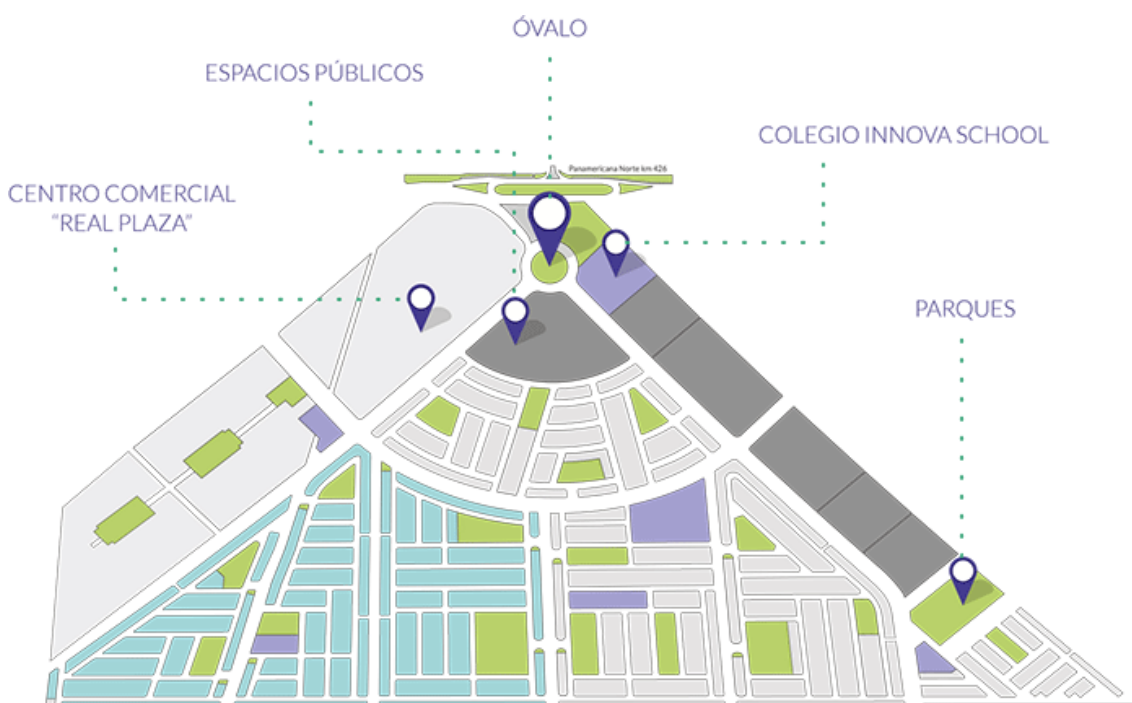 ÓVALO
ESPACIOS PÚBLICOS
COLEGIO INNOVA SCHOOL
Panamericana Norte km 426
CENTRO COMERCIAL
“REAL PLAZA”
PARQUES